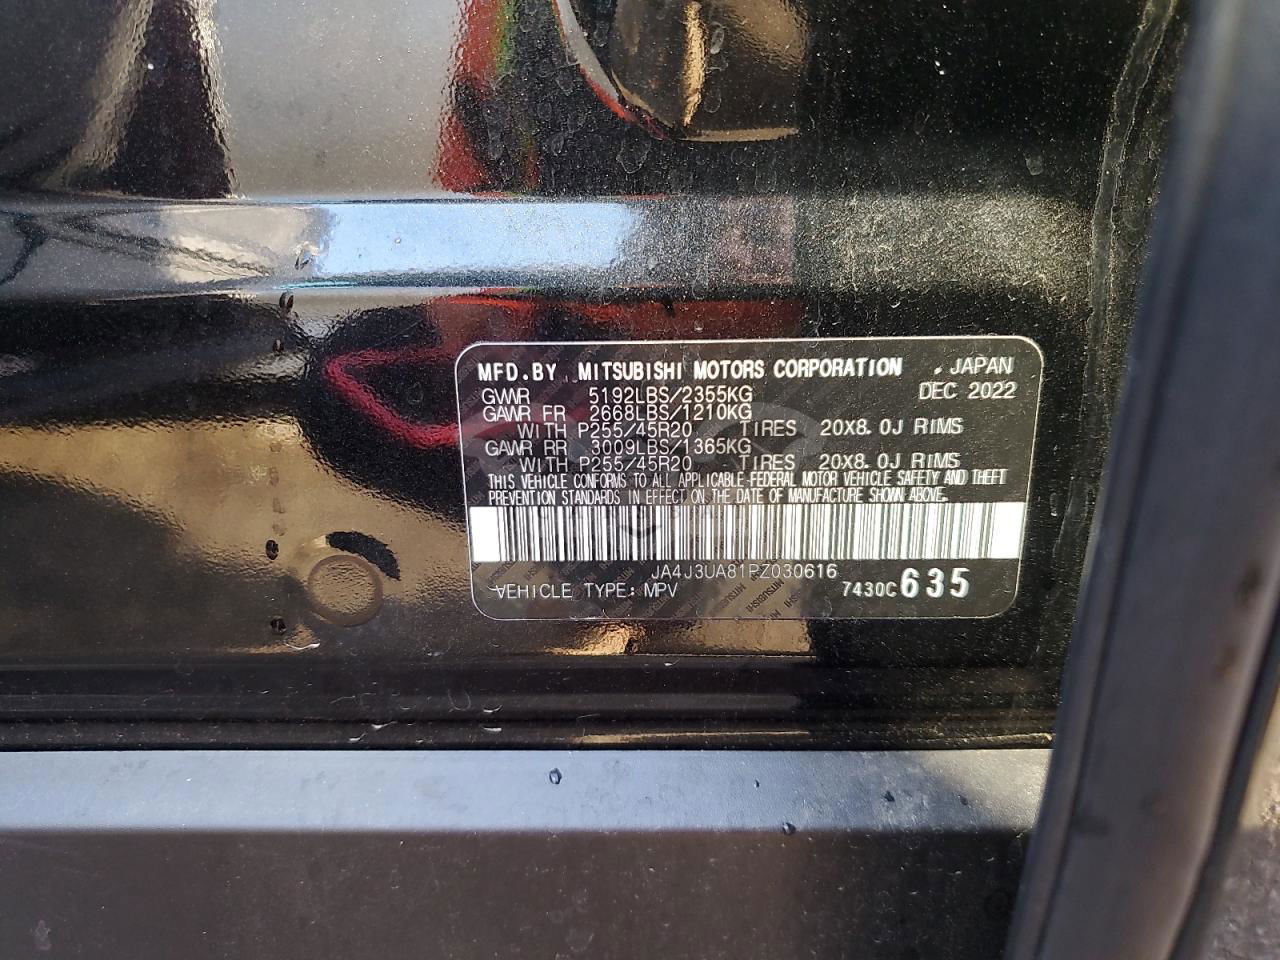 MFD.BY MITSUBISHI MOTORS CORPORATION . JAPAN
GVWR 5192LBS/2355KG DEC 2022
GAWR FR 2668LBS/1210KG
WITH P255/45R20 TIRES 20X8.0J RIMS
GAWR RR 3009LBS/1365KG
WITH P255/45R20 TIRES 20X8.0J RIMS
THIS VEHICLE CONFORMS TO ALL APPLICABLE FEDERAL MOTOR VEHICLE SAFETY AND THEFT
PREVENTION STANDARDS IN EFFECT ON THE DATE OF MANUFACTURE SHOWN ABOVE.
JA4J3UA81PZ030616
VEHICLE TYPE: MPV 7430C 635